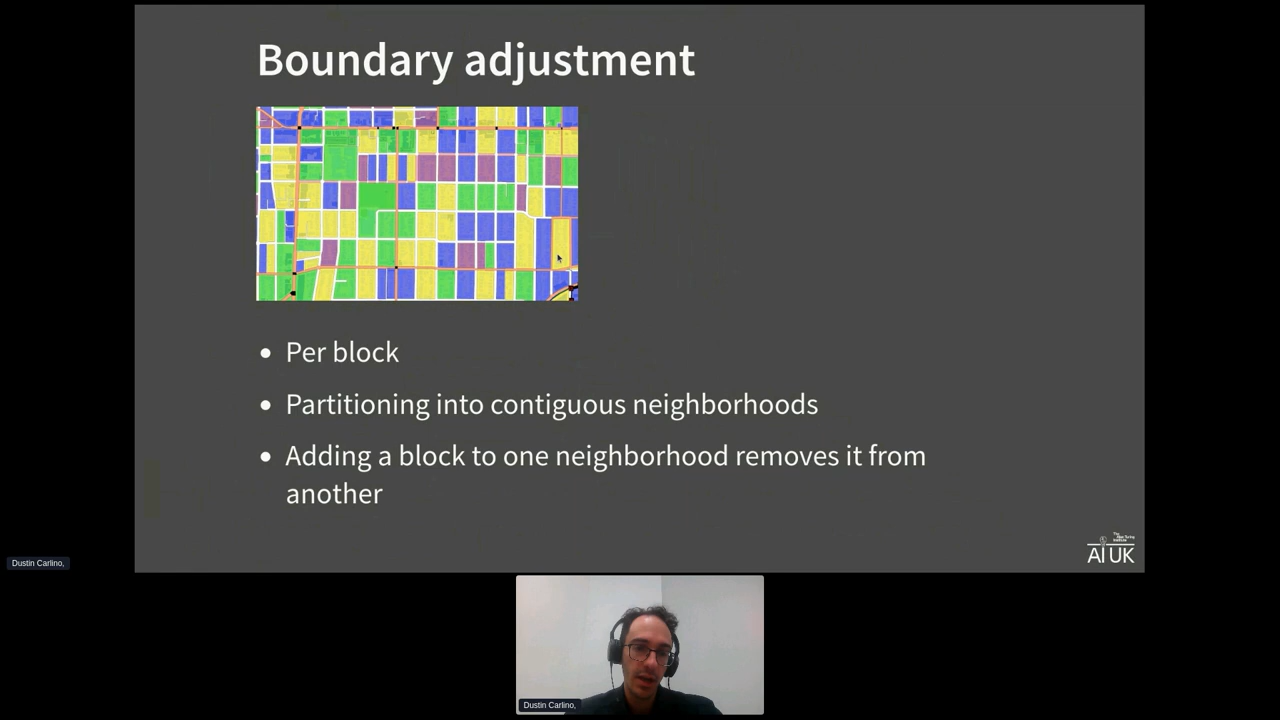 Boundary adjustment
• Per block
• Partitioning into contiguous neighborhoods
• Adding a block to one neighborhood removes it from
another
AI UK
Dustin Carlino,
Dustin Carlino,